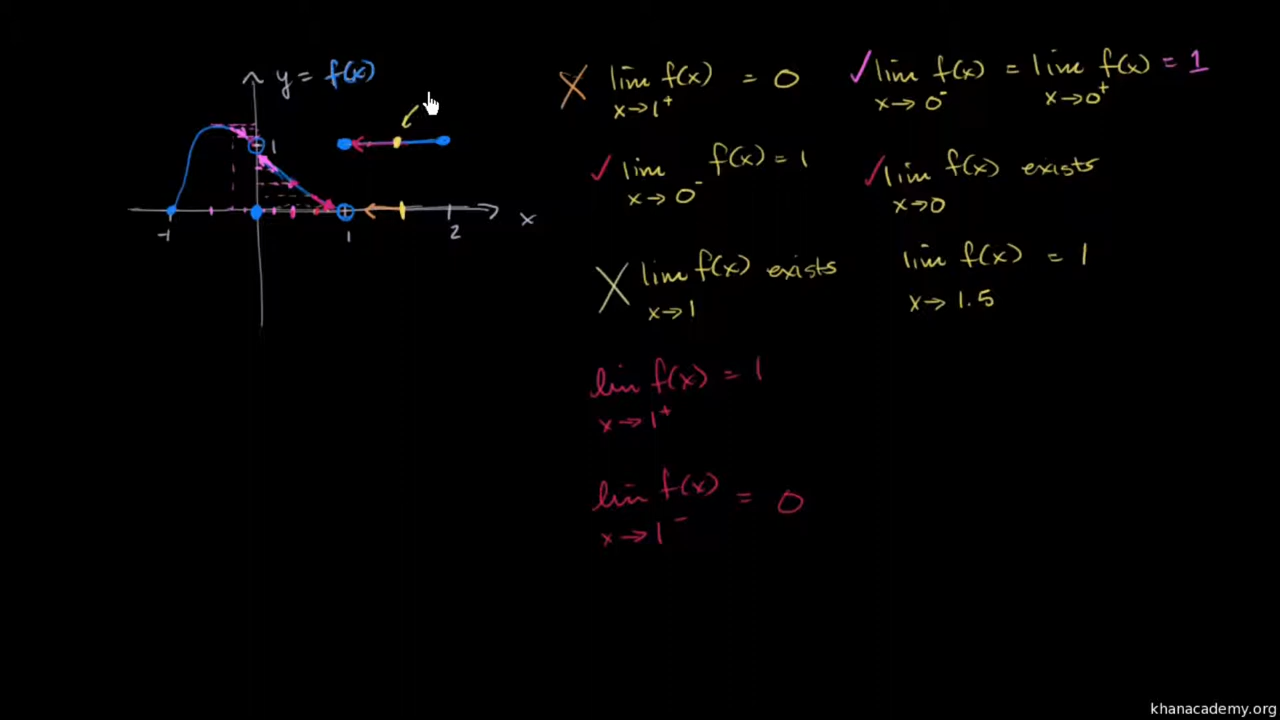 y = f(x)
1
-1
1
2
x
X lim f(x) = 0
x→1⁺
✓ lim f(x) = 1
x→0⁻
X lim f(x) exists
x→1
lim f(x) = 1
x→1⁺
lim f(x) = 0
x→1⁻
✓ lim f(x) = lim f(x) = 1
x→0⁻ x→0⁺
✓ lim f(x) exists
x→0
lim f(x) = 1
x→1.5
khanacademy.org